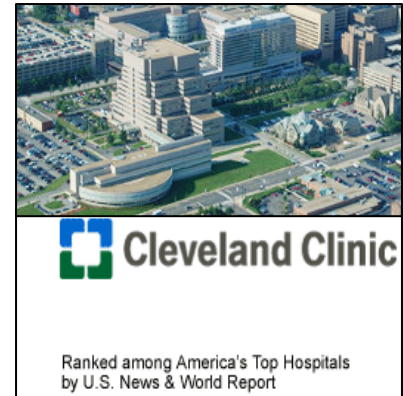 Cleveland Clinic
Ranked among America's Top Hospitals
by U.S. News & World Report